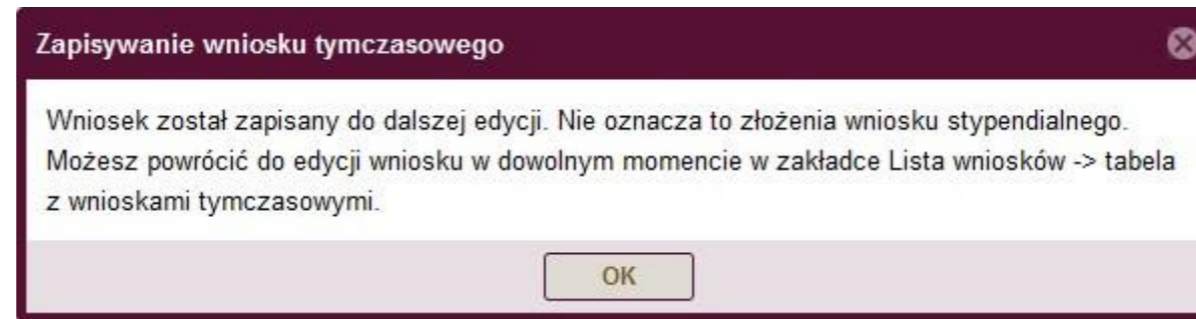 Zapisywanie wniosku tymczasowego
Wniosek został zapisany do dalszej edycji. Nie oznacza to złożenia wniosku stypendialnego.
Możesz powrócić do edycji wniosku w dowolnym momencie w zakładce Lista wniosków -> tabela
z wnioskami tymczasowymi.
OK